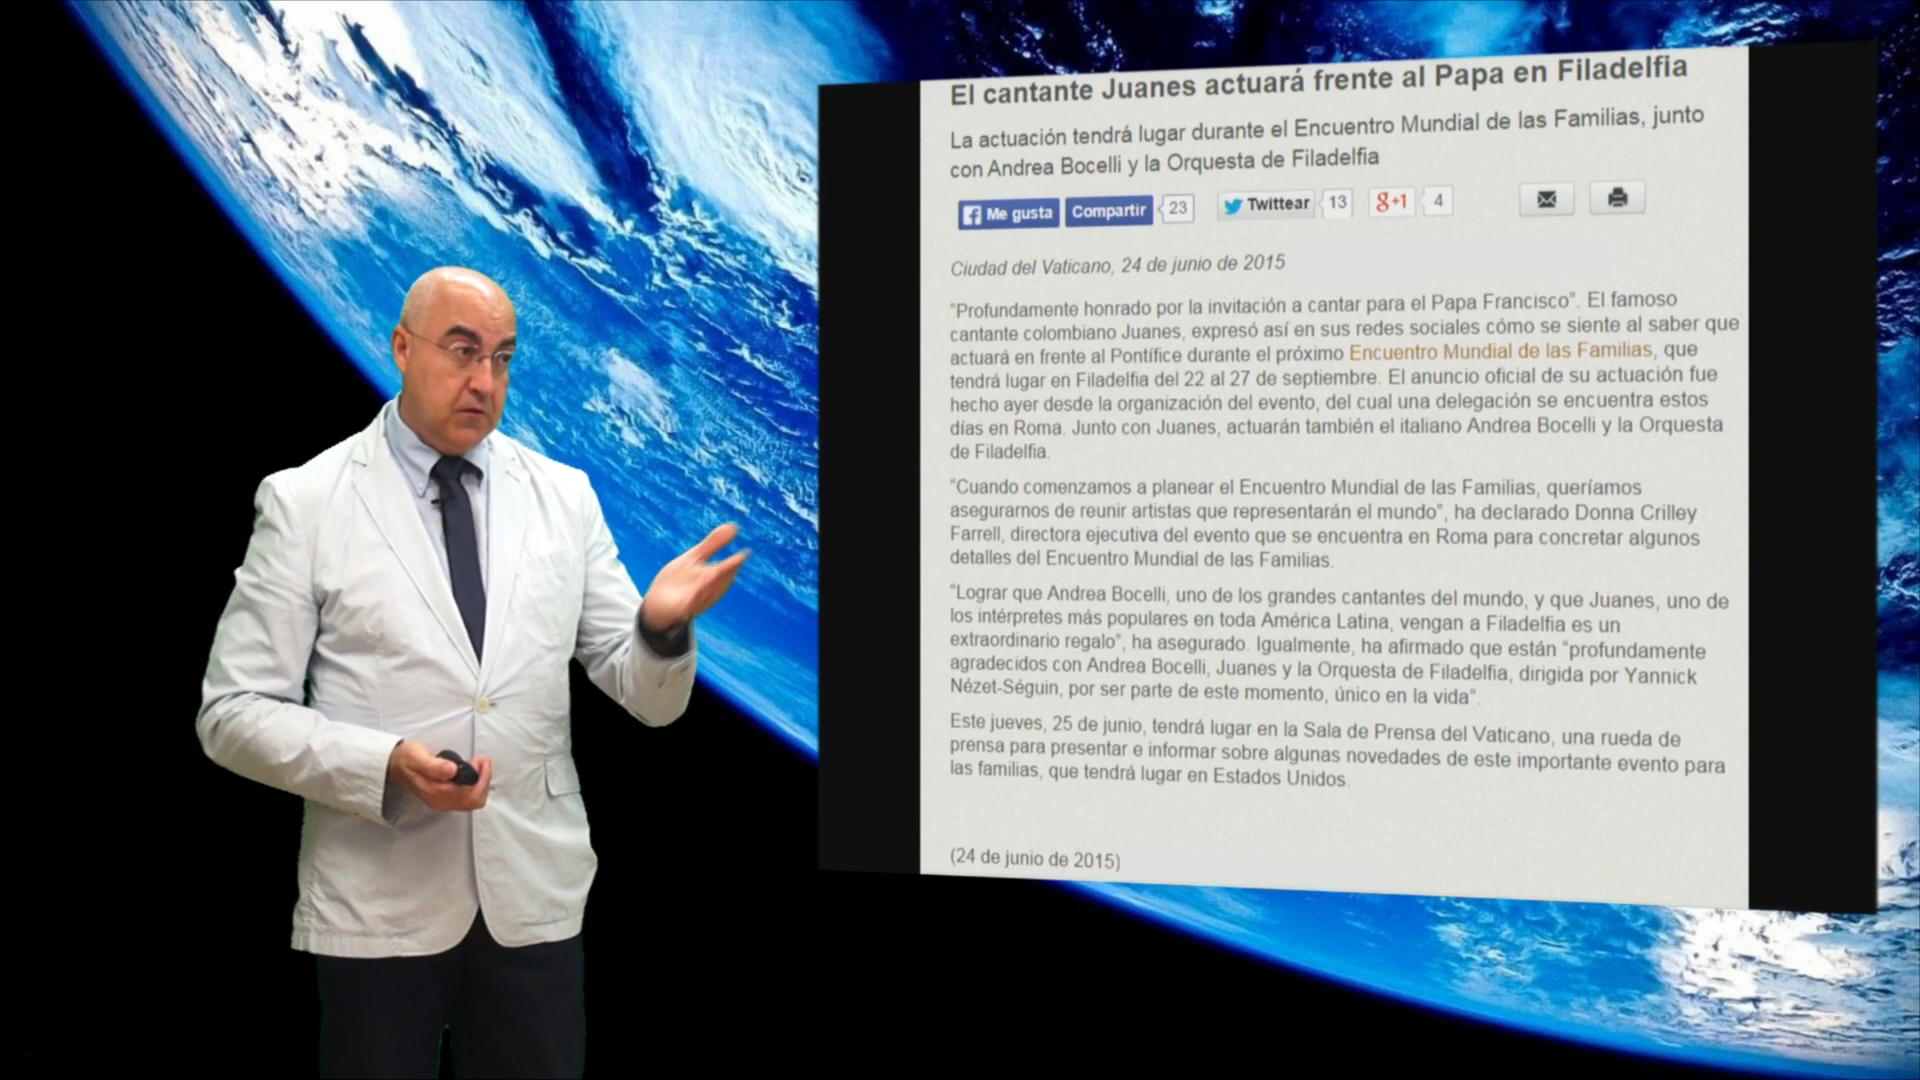 El cantante Juanes actuará frente al Papa en Filadelfia
La actuación tendrá lugar durante el Encuentro Mundial de las Familias, junto
con Andrea Bocelli y la Orquesta de Filadelfia
Me gusta Compartir 23 Twittear 13 g+1 4
Ciudad del Vaticano, 24 de junio de 2015
“Profundamente honrado por la invitación a cantar para el Papa Francisco”. El famoso
cantante colombiano Juanes, expresó así en sus redes sociales cómo se siente al saber que
actuará en frente al Pontífice durante el próximo Encuentro Mundial de las Familias, que
tendrá lugar en Filadelfia del 22 al 27 de septiembre. El anuncio oficial de su actuación fue
hecho ayer desde la organización del evento, del cual una delegación se encuentra estos
días en Roma. Junto con Juanes, actuarán también el italiano Andrea Bocelli y la Orquesta
de Filadelfia.
“Cuando comenzamos a planear el Encuentro Mundial de las Familias, queríamos
asegurarnos de reunir artistas que representarán el mundo”, ha declarado Donna Crilley
Farrell, directora ejecutiva del evento que se encuentra en Roma para concretar algunos
detalles del Encuentro Mundial de las Familias.
“Lograr que Andrea Bocelli, uno de los grandes cantantes del mundo, y que Juanes, uno de
los intérpretes más populares en toda América Latina, vengan a Filadelfia es un
extraordinario regalo”, ha asegurado. Igualmente, ha afirmado que están “profundamente
agradecidos con Andrea Bocelli, Juanes y la Orquesta de Filadelfia, dirigida por Yannick
Nézet-Séguin, por ser parte de este momento, único en la vida”.
Este jueves, 25 de junio, tendrá lugar en la Sala de Prensa del Vaticano, una rueda de
prensa para presentar e informar sobre algunas novedades de este importante evento para
las familias, que tendrá lugar en Estados Unidos.
(24 de junio de 2015)